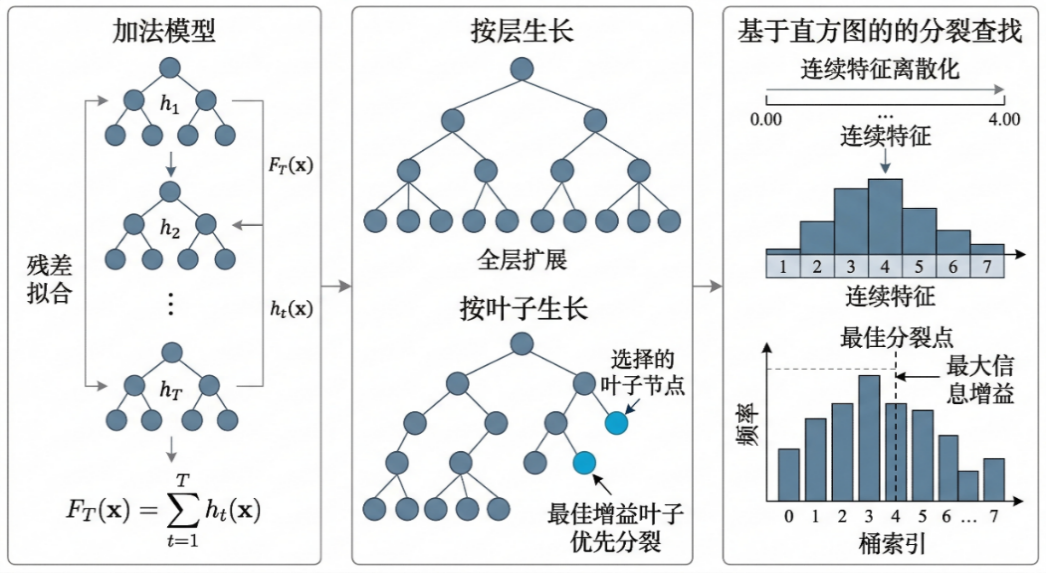 加法模型
h₁
F_T(𝐱)
h₂
残差
拟合
⋮
h_t(𝐱)
h_T
F_T(𝐱) = ∑_{t=1}^{T} h_t(𝐱)
按层生长
全层扩展
按叶子生长
选择的
叶子节点
最佳增益叶子
优先分裂
基于直方图的的分裂查找
连续特征离散化
0.00 ... 4.00
连续特征
1 2 3 4 5 6 7
连续特征
最佳分裂点
最大信
息增益
频率
0 1 2 3 4 5 6 ... 7
桶索引